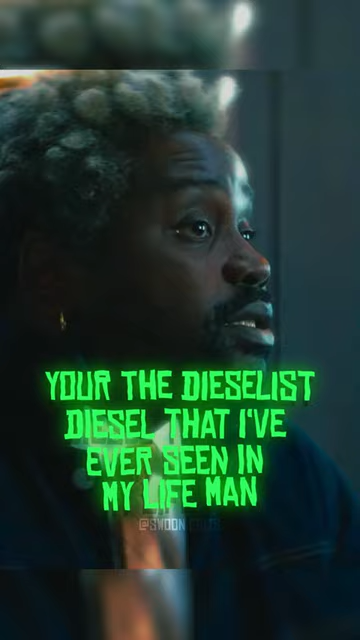 YOUR THE DIESELIST
DIESEL THAT I'VE
EVER SEEN IN
MY LIFE MAN